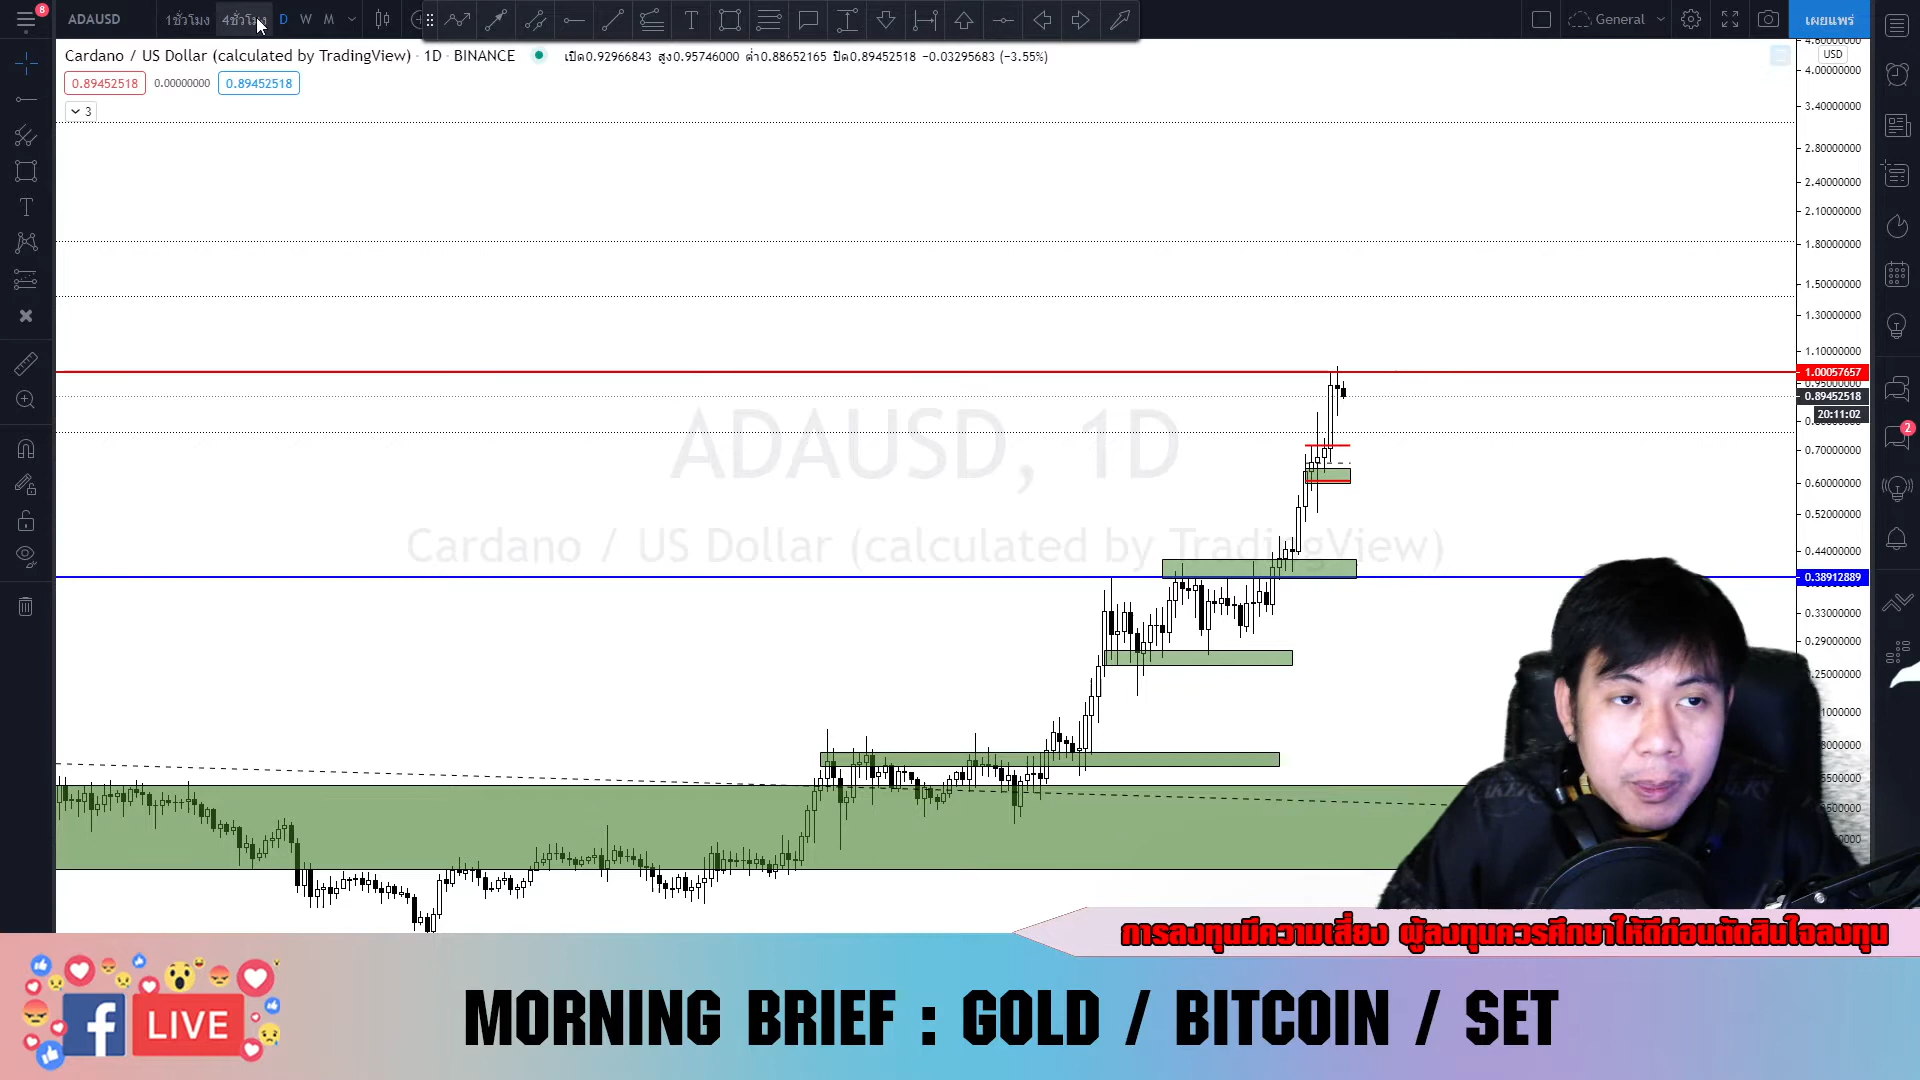 8
ADAUSD
1ชั่วโมง
4ชั่วโมง
D
W
M
General
เผยแพร่
Cardano / US Dollar (calculated by TradingView) · 1D · BINANCE
เปิด0.92966843 สูง0.95746000 ต่ำ0.88652165 ปิด0.89452518 −0.03295683 (−3.55%)
USD
0.89452518
0.00000000
0.89452518
3
4.00000000
3.40000000
2.80000000
2.40000000
2.10000000
1.80000000
1.50000000
1.30000000
1.10000000
1.00057657
0.95000000
0.89452518
20:11:02
0.70000000
0.60000000
0.52000000
0.44000000
0.38912889
0.33000000
0.29000000
2
ADAUSD, 1D
Cardano / US Dollar (calculated by TradingView)
การลงทุนมีความเสี่ยง ผู้ลงทุนควรศึกษาให้ดีก่อนตัดสินใจลงทุน
f LIVE
MORNING BRIEF : GOLD / BITCOIN / SET